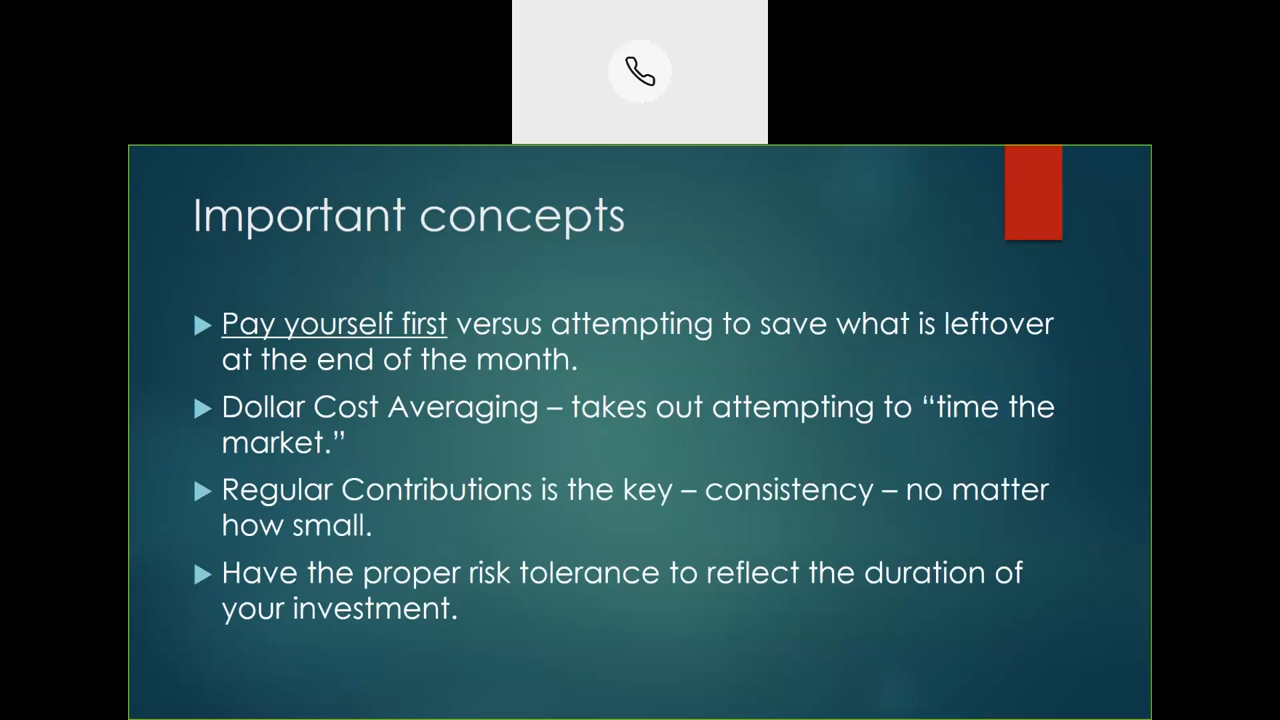 Important concepts
Pay yourself first versus attempting to save what is leftover
at the end of the month.
Dollar Cost Averaging – takes out attempting to “time the
market.”
Regular Contributions is the key – consistency – no matter
how small.
Have the proper risk tolerance to reflect the duration of
your investment.